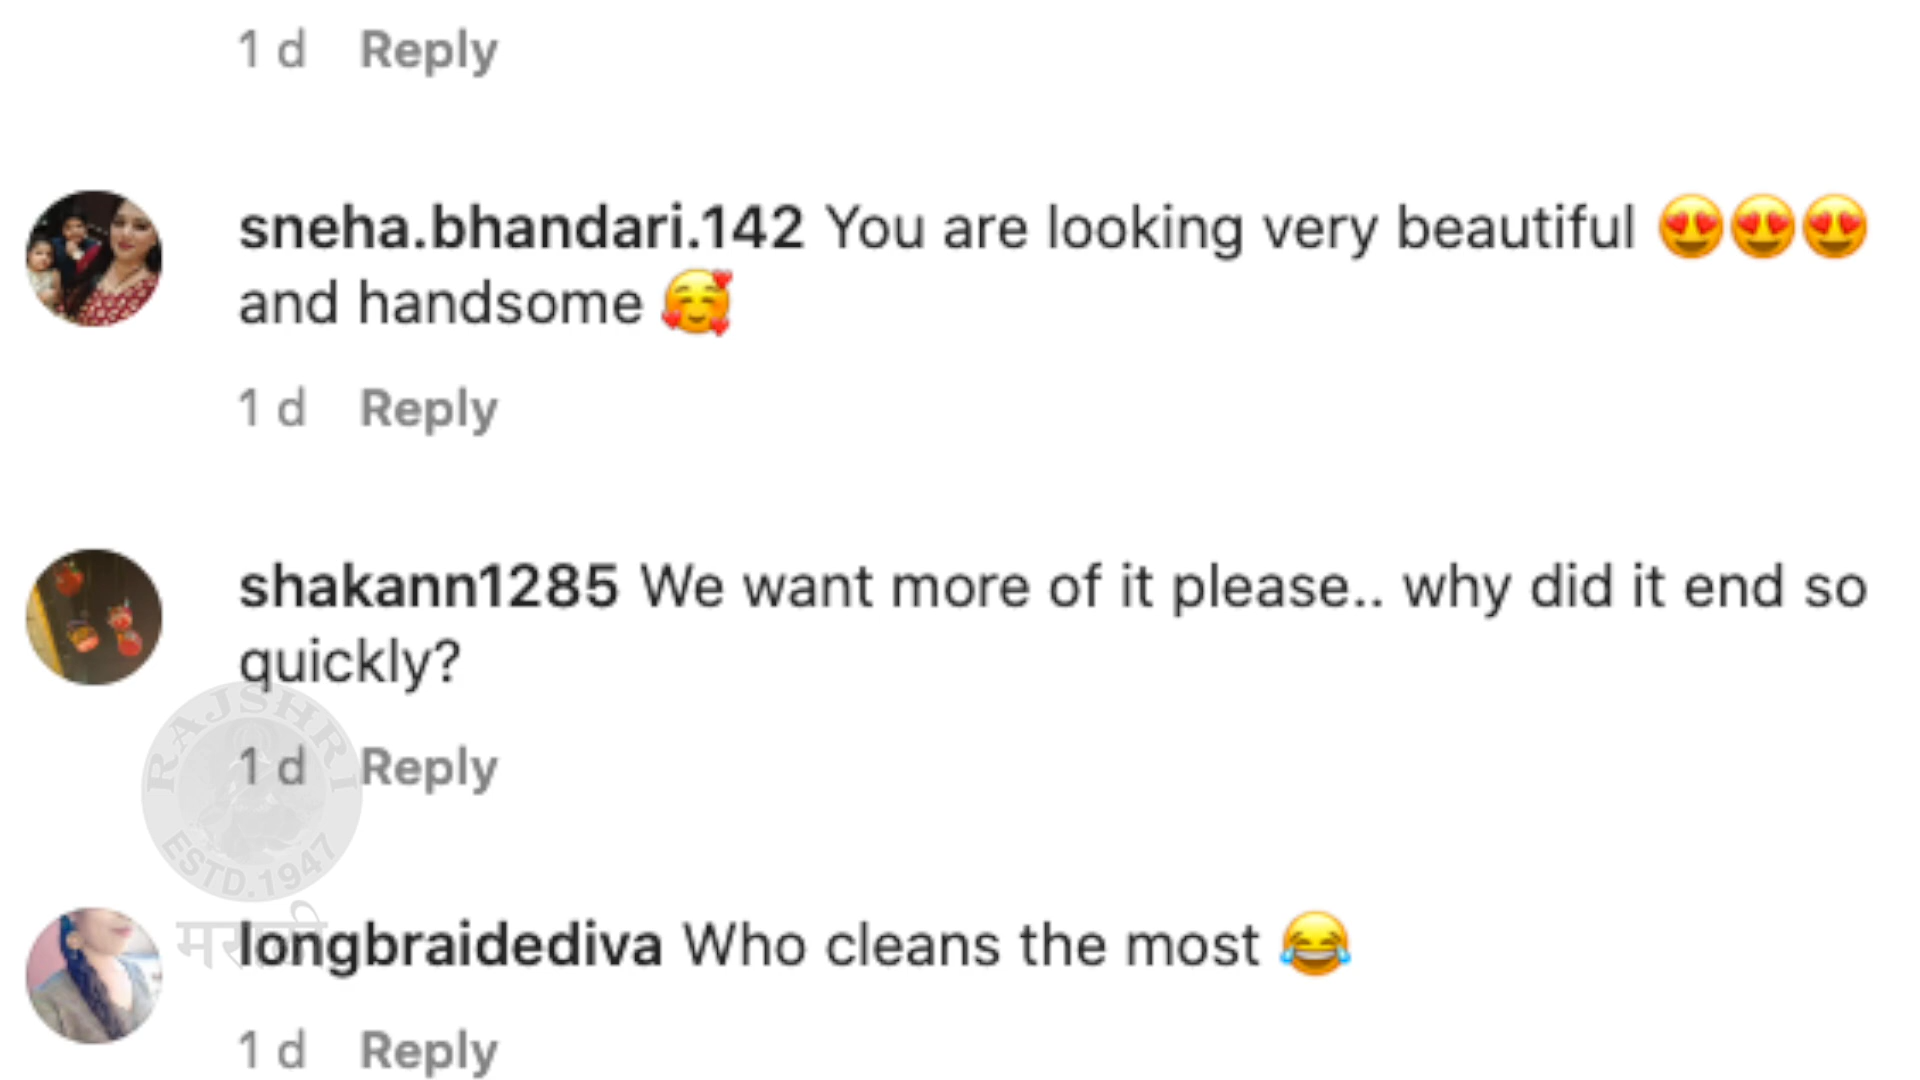 1 d Reply
sneha.bhandari.142 You are looking very beautiful 😍😍😍
and handsome 🥰
1 d Reply
shakann1285 We want more of it please.. why did it end so
quickly?
RAJSHRI
1 d Reply
ESTD.1947
मराठी
longbraidediva Who cleans the most 😂
1 d Reply